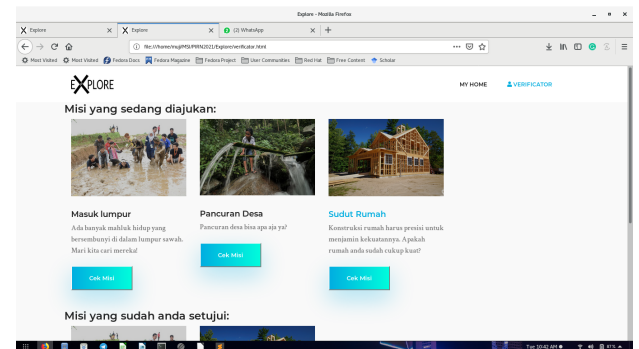 Explore - Mozilla Firefox
Explore
Explore
(2) WhatsApp
file:///home/muji/MSI/PIRN2021/Explore/verificator.html
Most Visited
Most Visited
Fedora Docs
Fedora Magazine
Fedora Project
User Communities
Red Hat
Free Content
Scholar
EXPLORE
MY HOME
VERIFICATOR
Misi yang sedang diajukan:
Masuk lumpur
Ada banyak mahluk hidup yang
bersembunyi di dalam lumpur sawah.
Mari kita cari mereka!
Cek Misi
Pancuran Desa
Pancuran desa bisa apa aja ya?
Cek Misi
Sudut Rumah
Konstruksi rumah harus presisi untuk
menjamin kekuatannya. Apakah
rumah anda sudah cukup kuat?
Cek Misi
Misi yang sudah anda setujui:
Tue 10:42 AM